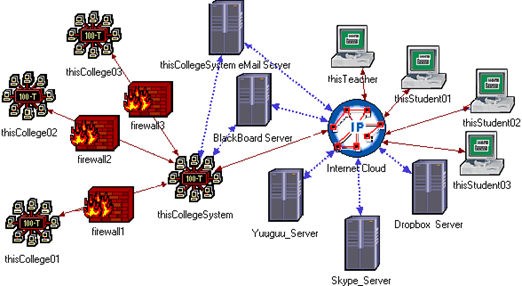 100-T
thisCollege03
thisCollegeSystem eMail Server
thisTeacher
thisStudent01
100-T
thisCollege02
firewall3
BlackBoard Server
IP
thisStudent02
firewall2
Internet Cloud
100-T
thisCollegeSystem
thisStudent03
100-T
firewall1
thisCollege01
Yuuguu_Server
Dropbox Server
Skype_Server